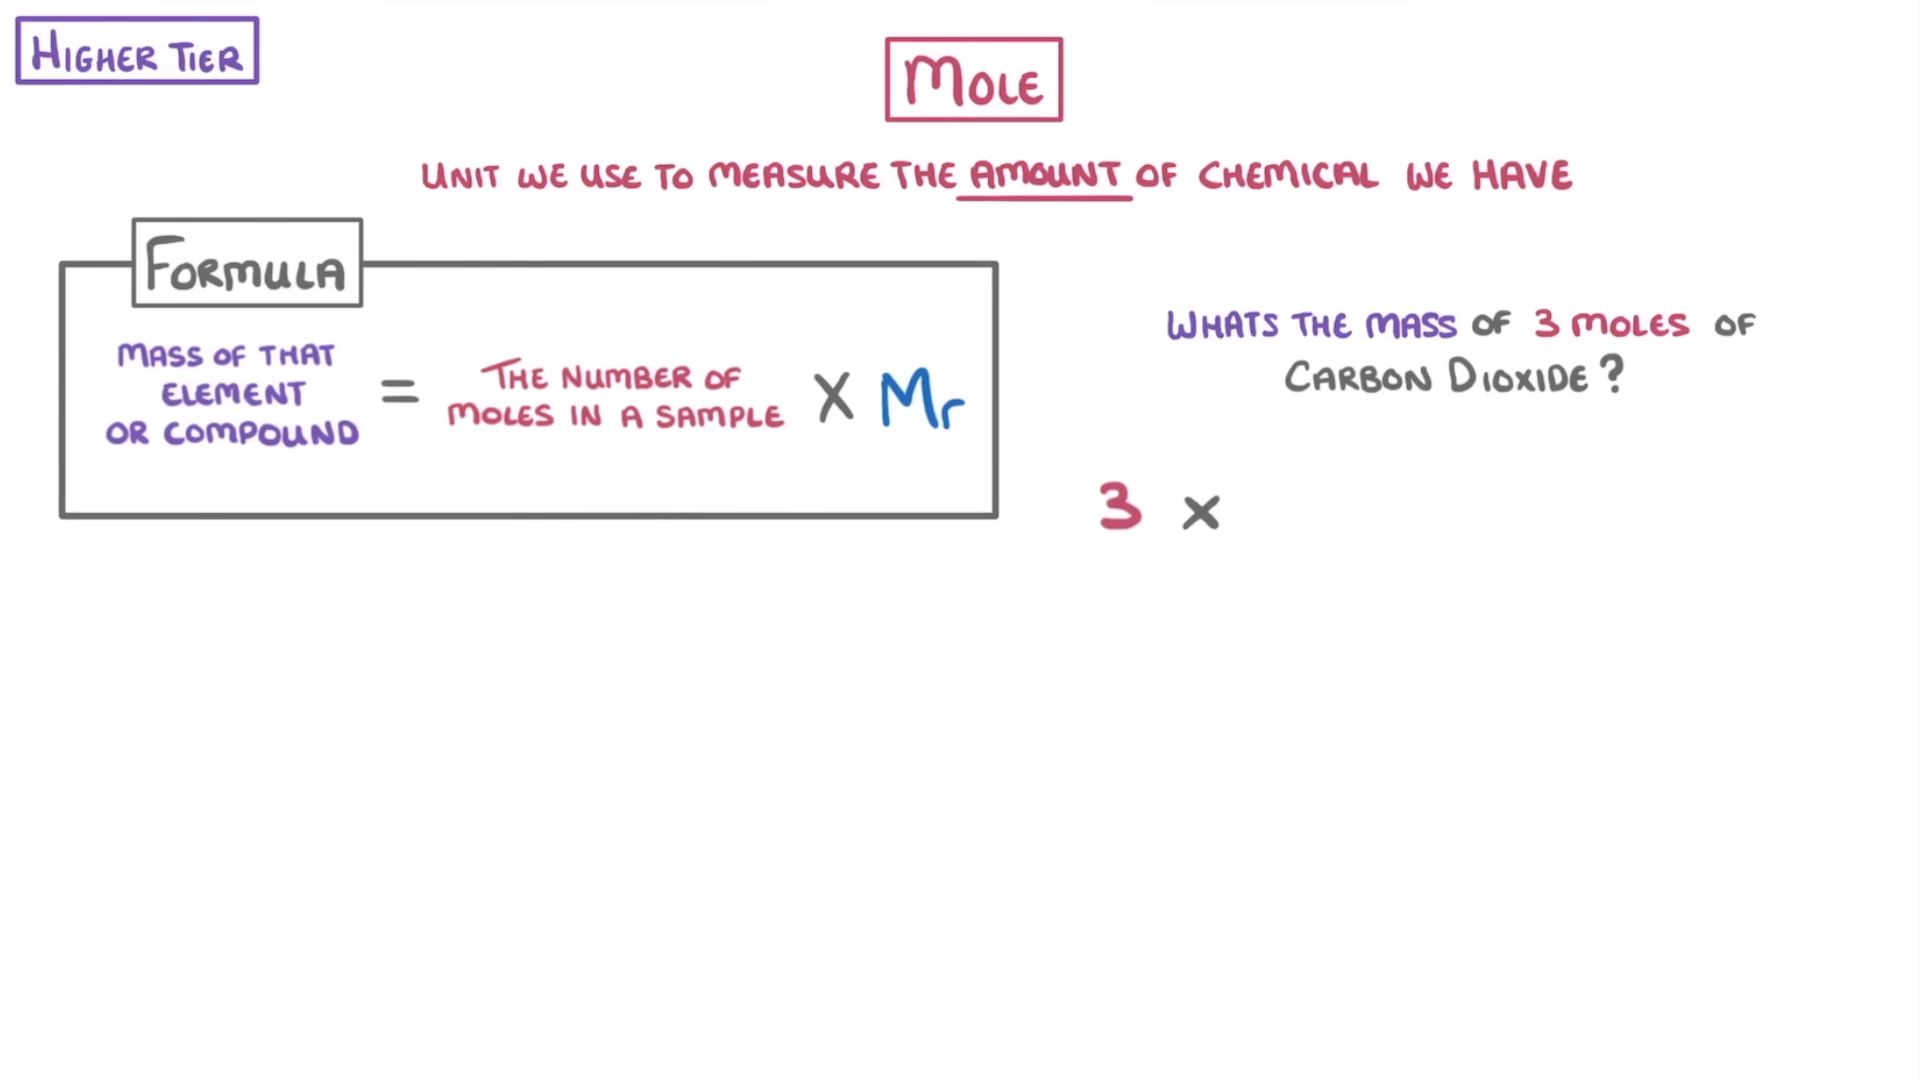 HIGHER TIER
MOLE
UNIT WE USE TO MEASURE THE AMOUNT OF CHEMICAL WE HAVE
FORMULA
MASS OF THAT
ELEMENT
OR COMPOUND
=
THE NUMBER OF
MOLES IN A SAMPLE
X Mr
WHATS THE MASS OF 3 MOLES OF
CARBON DIOXIDE?
3 ×